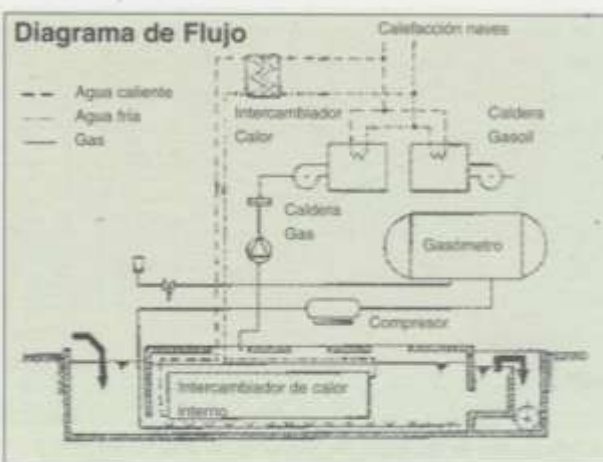 Diagrama de Flujo
Calefacción naves
Agua caliente
Agua fría
Gas
Intercambiador
Calor
Caldera
Gasoil
Caldera
Gas
Gasómetro
Compresor
Intercambiador de calor
interno